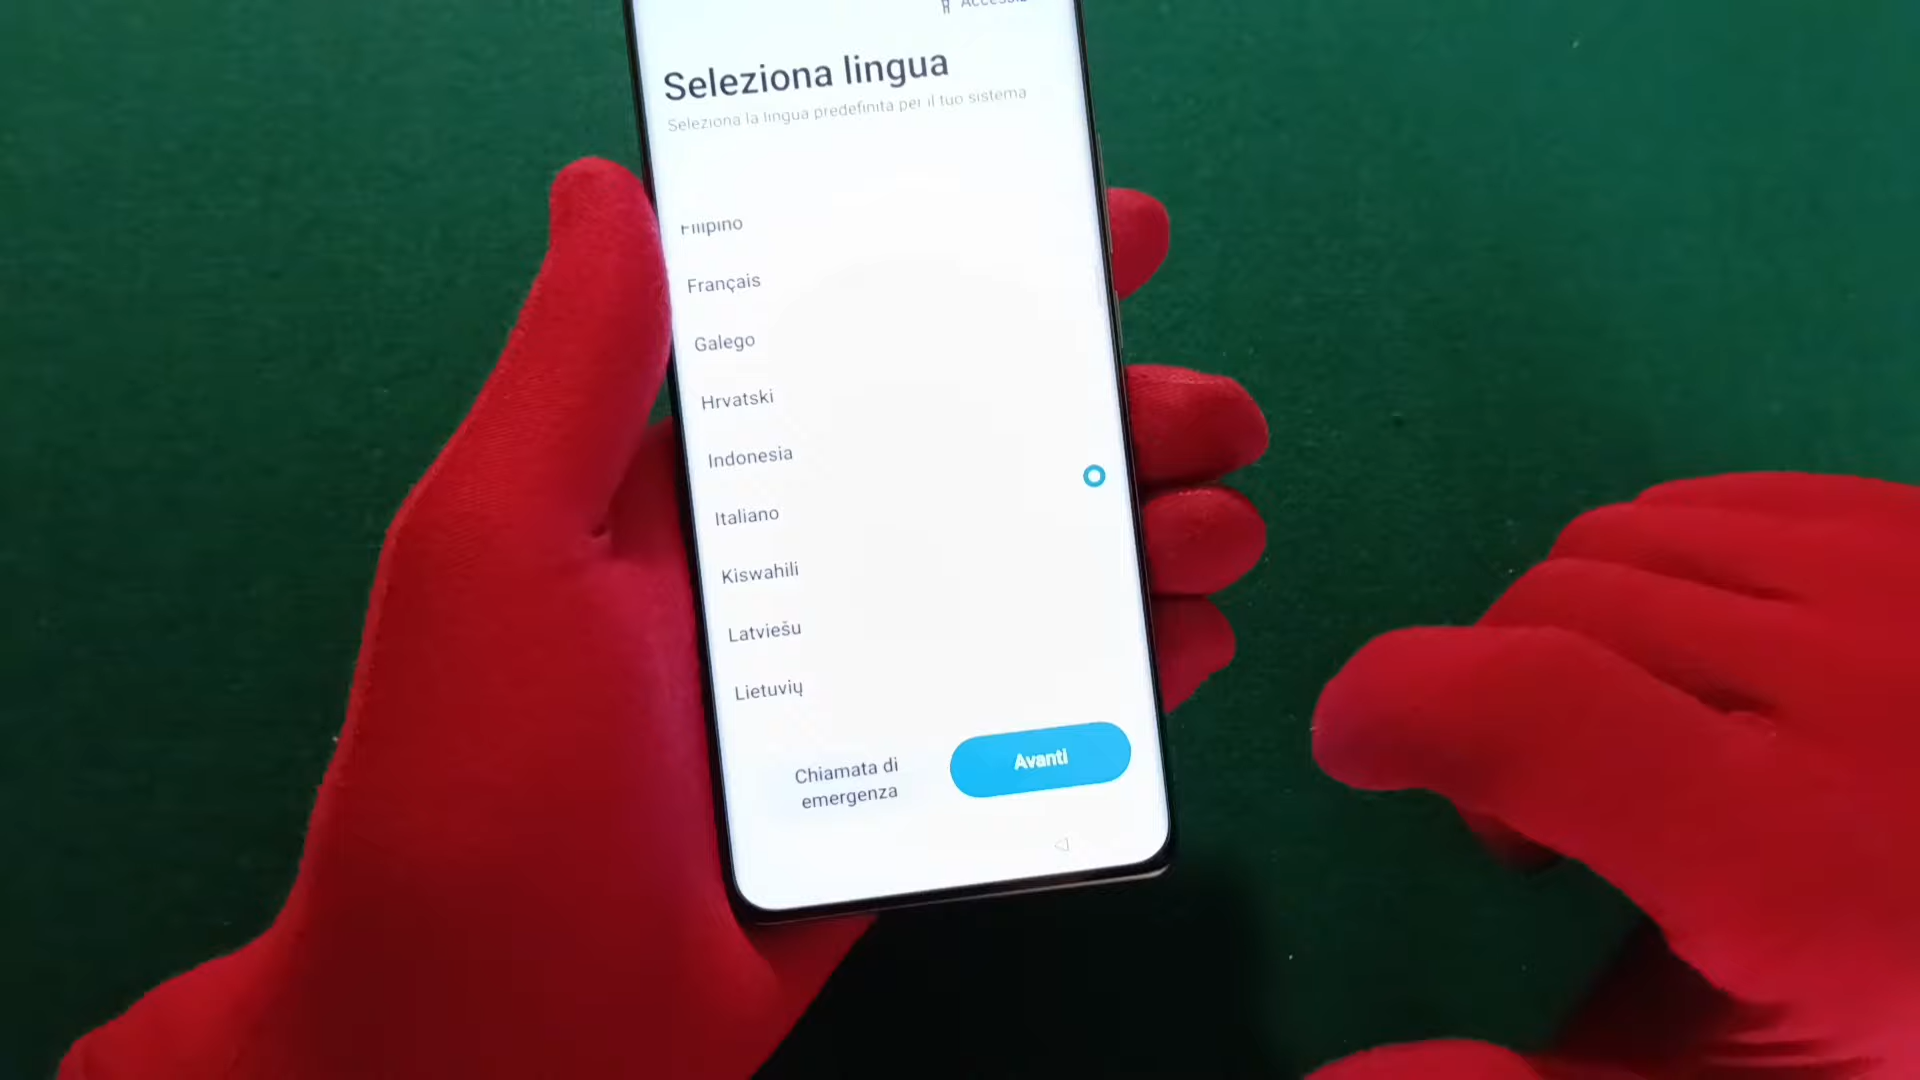 Seleziona lingua
Seleziona la lingua predefinita per il tuo sistema
Filipino
Français
Galego
Hrvatski
Indonesia
Italiano
Kiswahili
Latviešu
Lietuvių
Chiamata di
emergenza
Avanti